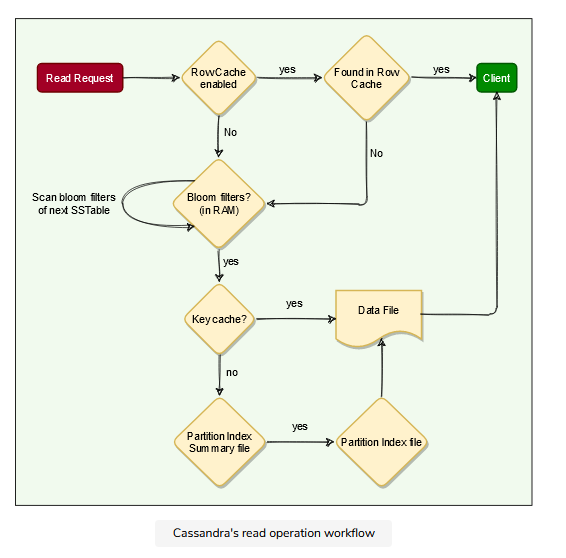 Read Request
RowCache
enabled
yes
Found in Row
Cache
yes
Client
No
No
Scan bloom filters
of next SSTable
Bloom filters?
(in RAM)
yes
Key cache?
yes
Data File
no
Partition Index
Summary file
yes
Partition Index file
Cassandra's read operation workflow